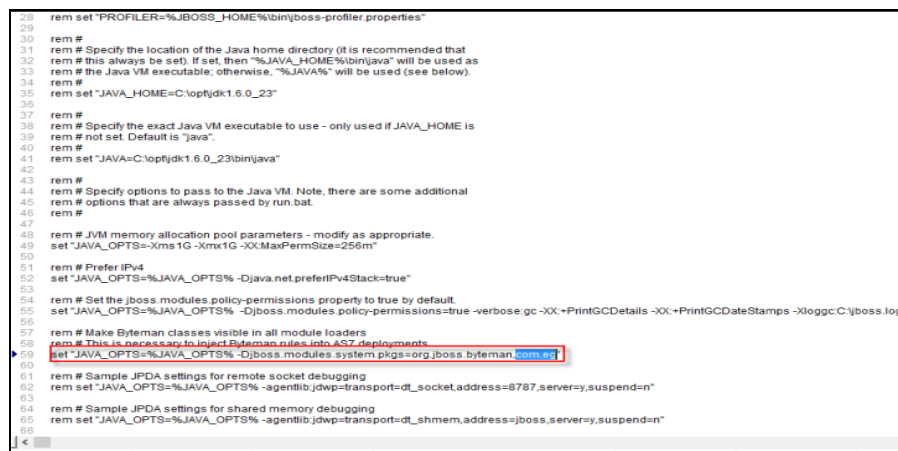 28 rem set "PROFILER=%JBOSS_HOME%\bin\jboss-profiler.properties"
29
30 rem #
31 rem # Specify the location of the Java home directory (it is recommended that
32 rem # this always be set). If set, then "%JAVA_HOME%\bin\java" will be used as
33 rem # the Java VM executable; otherwise, "%JAVA%" will be used (see below).
34 rem #
35 rem set "JAVA_HOME=C:\opt\jdk1.6.0_23"
36
37 rem #
38 rem # Specify the exact Java VM executable to use - only used if JAVA_HOME is
39 rem # not set. Default is "java".
40 rem #
41 rem set "JAVA=C:\opt\jdk1.6.0_23\bin\java"
42
43 rem #
44 rem # Specify options to pass to the Java VM. Note, there are some additional
45 rem # options that are always passed by run.bat.
46 rem #
47
48 rem # JVM memory allocation pool parameters - modify as appropriate.
49 set "JAVA_OPTS=-Xms1G -Xmx1G -XX:MaxPermSize=256m"
50
51 rem # Prefer IPv4
52 set "JAVA_OPTS=%JAVA_OPTS% -Djava.net.preferIPv4Stack=true"
53
54 rem # Set the jboss.modules.policy-permissions property to true by default.
55 set "JAVA_OPTS=%JAVA_OPTS% -Djboss.modules.policy-permissions=true -verbose:gc -XX:+PrintGCDetails -XX:+PrintGCDateStamps -Xloggc:C:\jboss.log
56
57 rem # Make Byteman classes visible in all module loaders
58 rem # This is necessary to inject Byteman rules into AS7 deployments
59 set "JAVA_OPTS=%JAVA_OPTS% -Djboss.modules.system.pkgs=org.jboss.byteman,com.eg"
60
61 rem # Sample JPDA settings for remote socket debugging
62 rem set "JAVA_OPTS=%JAVA_OPTS% -agentlib:jdwp=transport=dt_socket,address=8787,server=y,suspend=n"
63
64 rem # Sample JPDA settings for shared memory debugging
65 rem set "JAVA_OPTS=%JAVA_OPTS% -agentlib:jdwp=transport=dt_shmem,address=jboss,server=y,suspend=n"
66